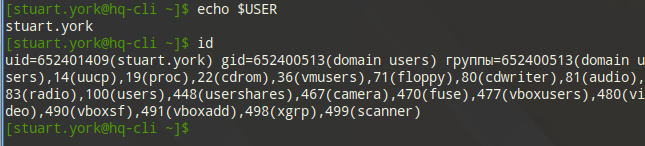 [stuart.york@hq-cli ~]$ echo $USER
stuart.york
[stuart.york@hq-cli ~]$ id
uid=652401409(stuart.york) gid=652400513(domain users) группы=652400513(domain u
sers),14(uucp),19(proc),22(cdrom),36(vmusers),71(floppy),80(cdwriter),81(audio),
83(radio),100(users),448(usershares),467(camera),470(fuse),477(vboxusers),480(vi
deo),490(vboxsf),491(vboxadd),498(xgrp),499(scanner)
[stuart.york@hq-cli ~]$